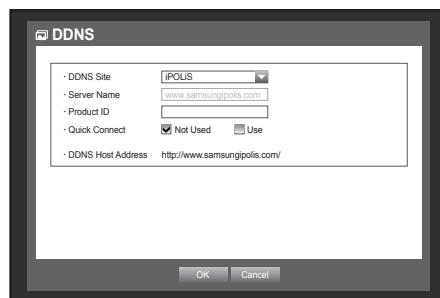 DDNS
· DDNS Site iPOLiS
· Server Name www.samsungipolis.com
· Product ID
· Quick Connect Not Used Use
· DDNS Host Address http://www.samsungipolis.com/
OK Cancel